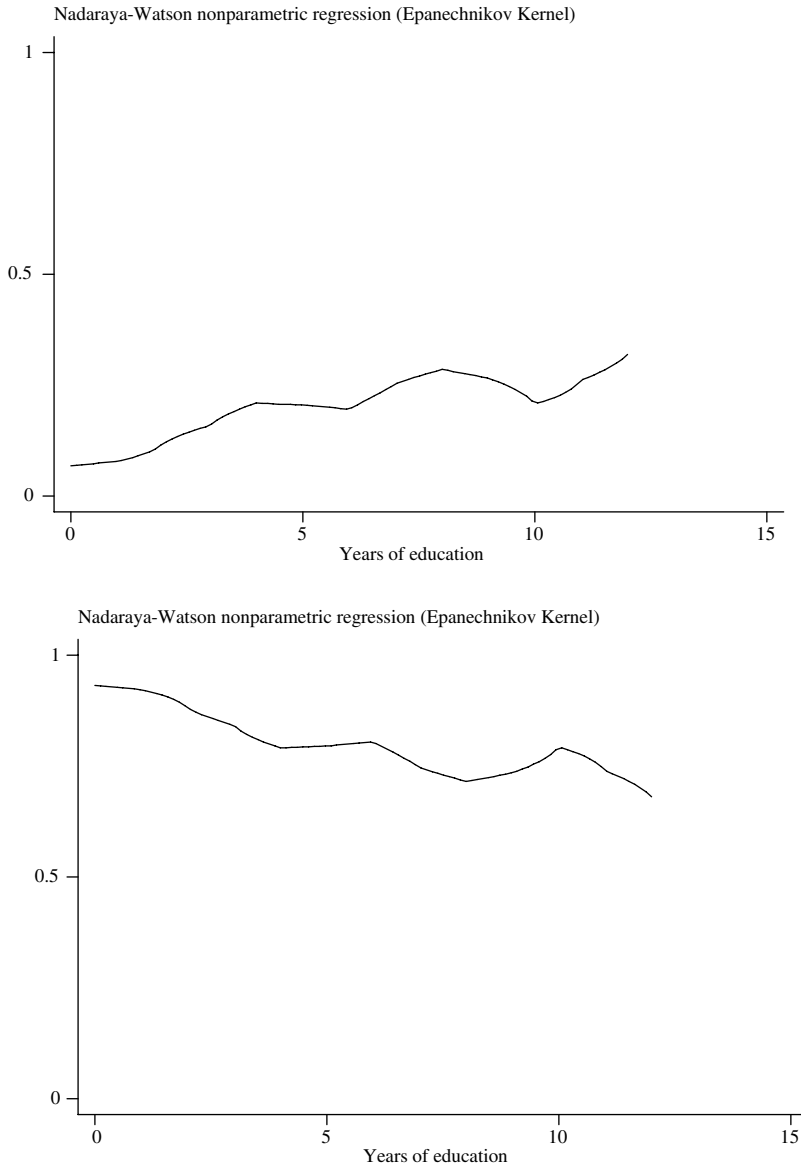 Nadaraya-Watson nonparametric regression (Epanechnikov Kernel)
1
0.5
0
0 5 10 15
Years of education
Nadaraya-Watson nonparametric regression (Epanechnikov Kernel)
1
0.5
0
0 5 10 15
Years of education